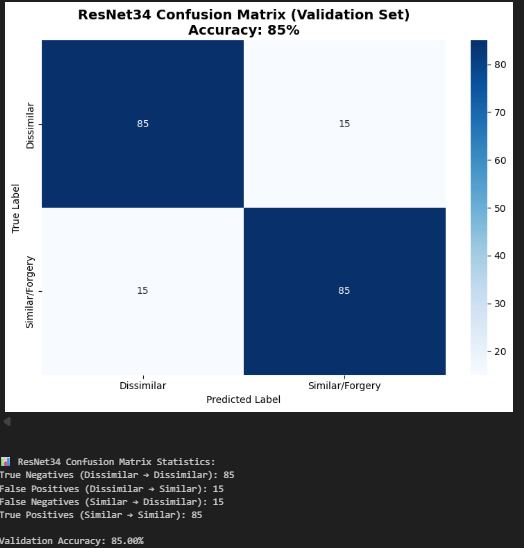 ResNet34 Confusion Matrix (Validation Set)
Accuracy: 85%
Dissimilar
85
15
80
70
60
True Label
50
40
Similar/Forgery
15
85
30
20
Dissimilar
Similar/Forgery
Predicted Label
📊 ResNet34 Confusion Matrix Statistics:
True Negatives (Dissimilar → Dissimilar): 85
False Positives (Dissimilar → Similar): 15
False Negatives (Similar → Dissimilar): 15
True Positives (Similar → Similar): 85
Validation Accuracy: 85.00%